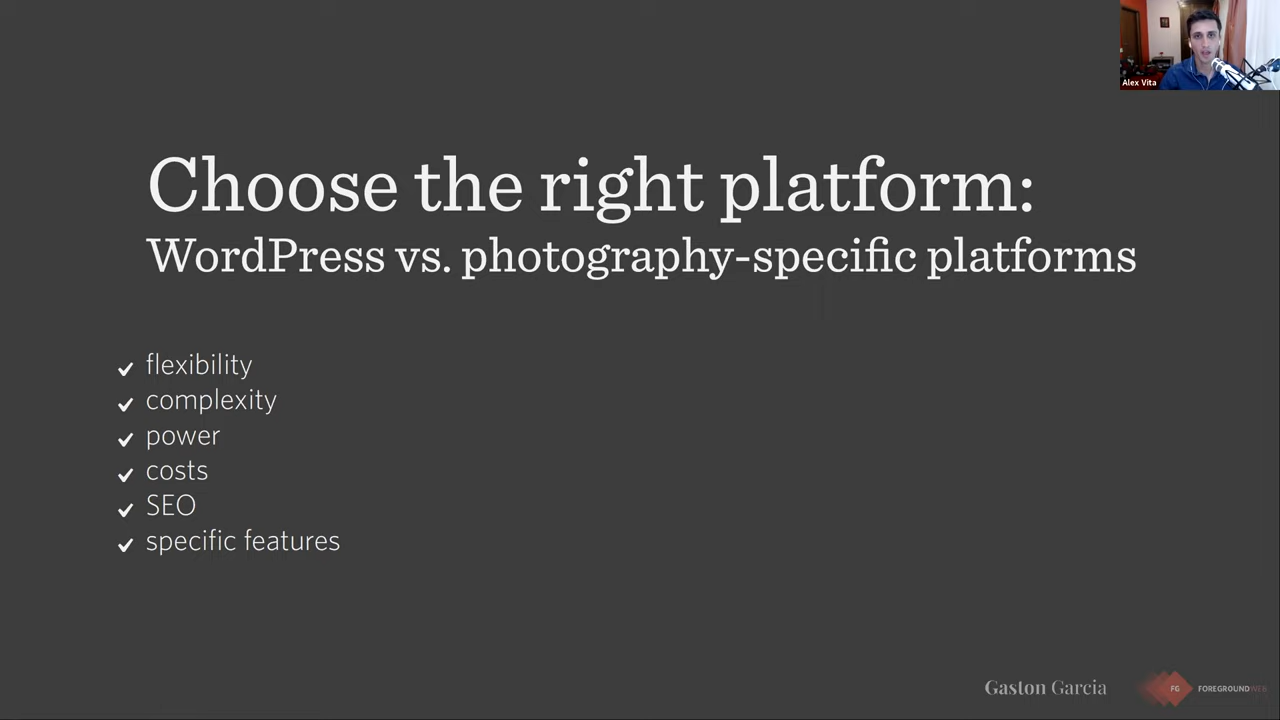 Alex Vita
Choose the right platform:
WordPress vs. photography-specific platforms
flexibility
complexity
power
costs
SEO
specific features
Gaston Garcia
FG FOREGROUNDWEB